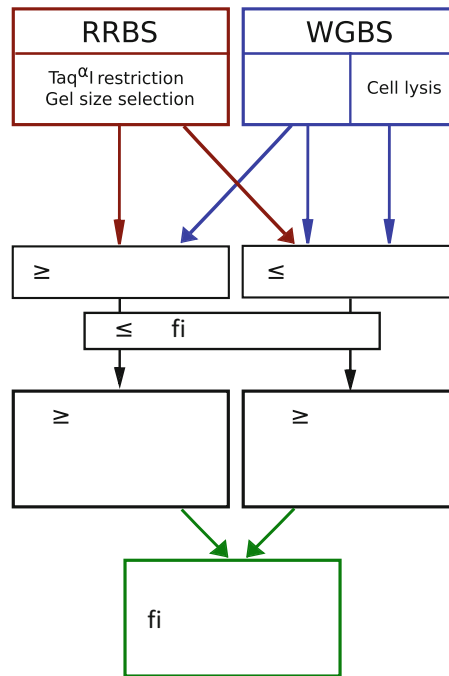 RRBS
WGBS
TaqαI restriction
Gel size selection
Cell lysis
≥
≤
≤ fi
≥
≥
fi